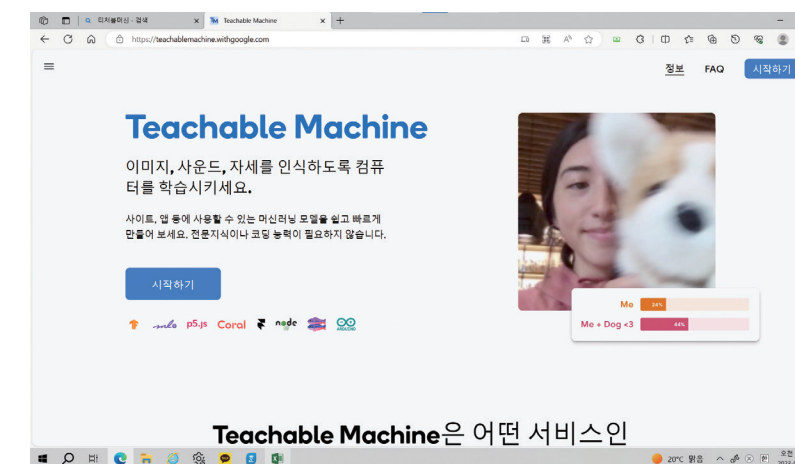 티처블머신 - 검색
Teachable Machine
https://teachablemachine.withgoogle.com
정보 FAQ 시작하기
Teachable Machine
이미지, 사운드, 자세를 인식하도록 컴퓨
터를 학습시키세요.
사이트, 앱 등에 사용할 수 있는 머신러닝 모델을 쉽고 빠르게
만들어 보세요. 전문지식이나 코딩 능력이 필요하지 않습니다.
시작하기
p5.js Coral node
Me 24%
Me + Dog <3 44%
Teachable Machine은 어떤 서비스인
20°C 맑음
오전